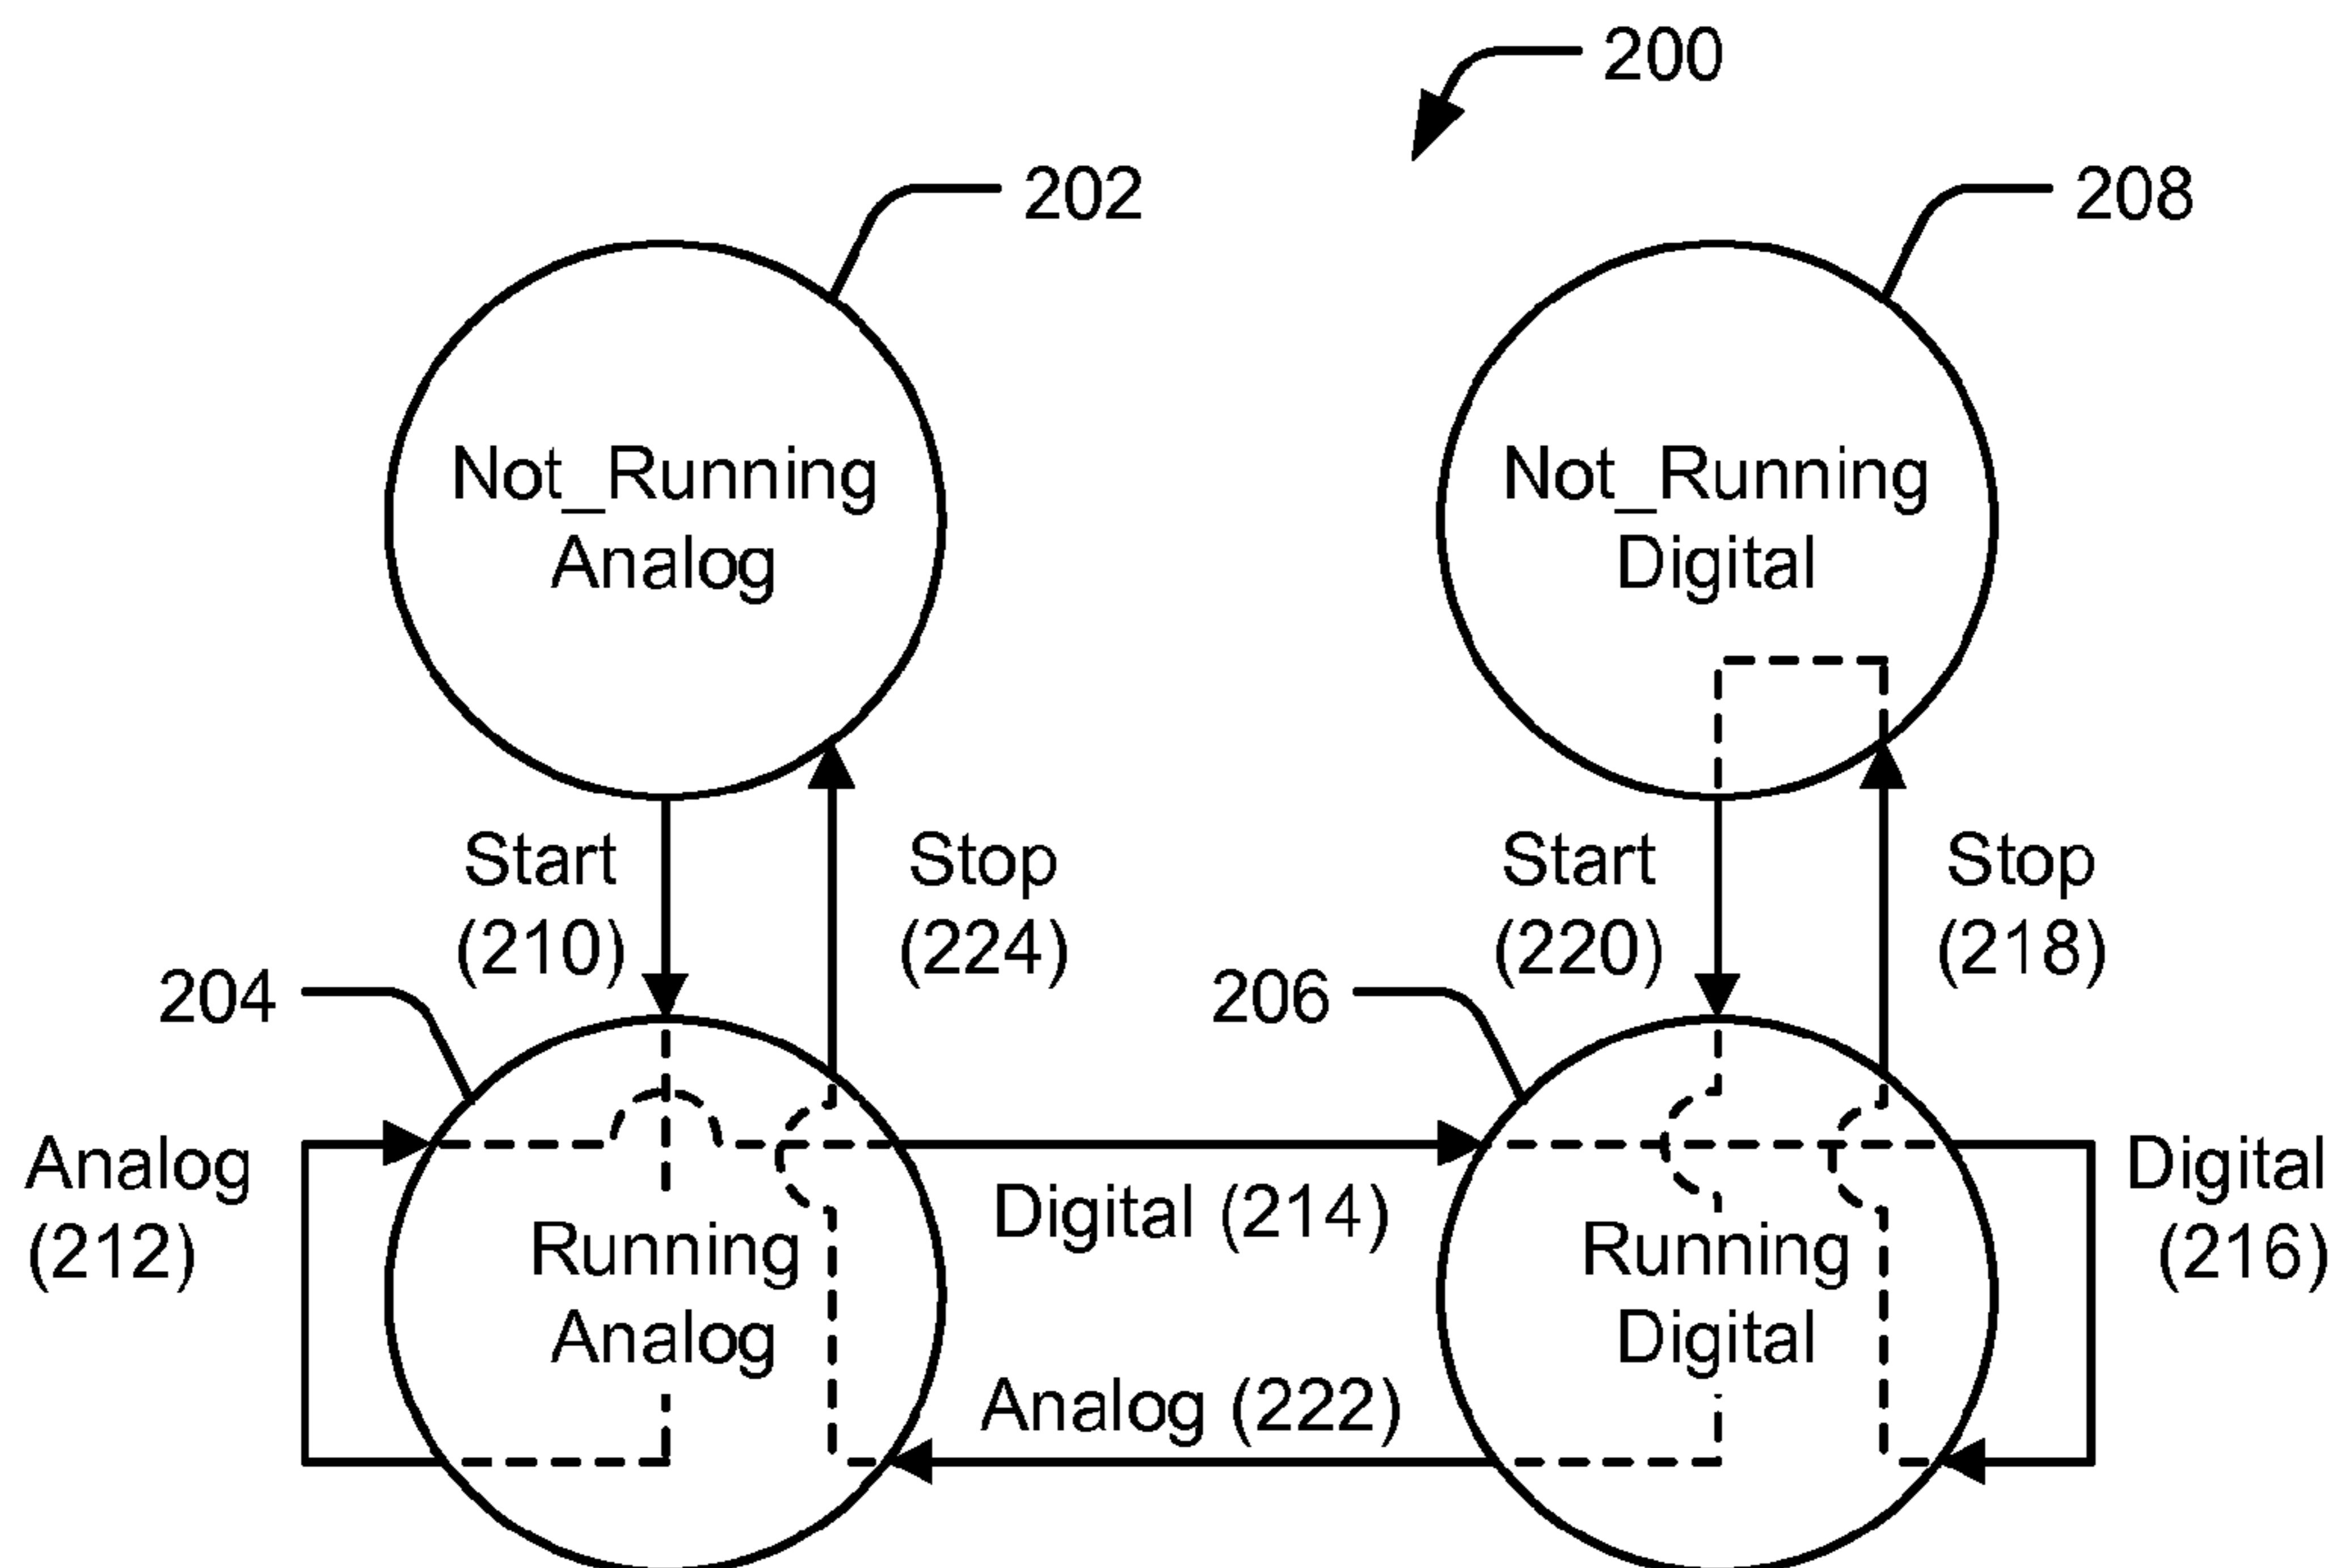 200
202
208
Not_Running
Analog
Not_Running
Digital
Start
(210)
Stop
(224)
Start
(220)
Stop
(218)
204
206
Analog
(212)
Digital (214)
Digital
(216)
Running
Analog
Running
Digital
Analog (222)